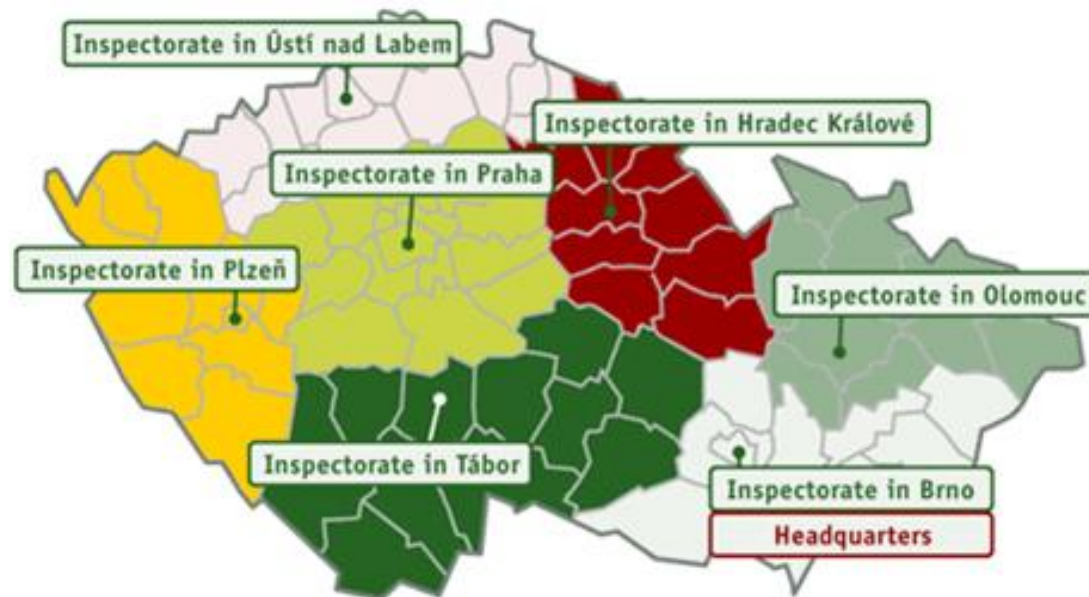 Inspectorate in Ústí nad Labem
Inspectorate in Hradec Králové
Inspectorate in Praha
Inspectorate in Plzeň
Inspectorate in Olomouc
Inspectorate in Tábor
Inspectorate in Brno
Headquarters